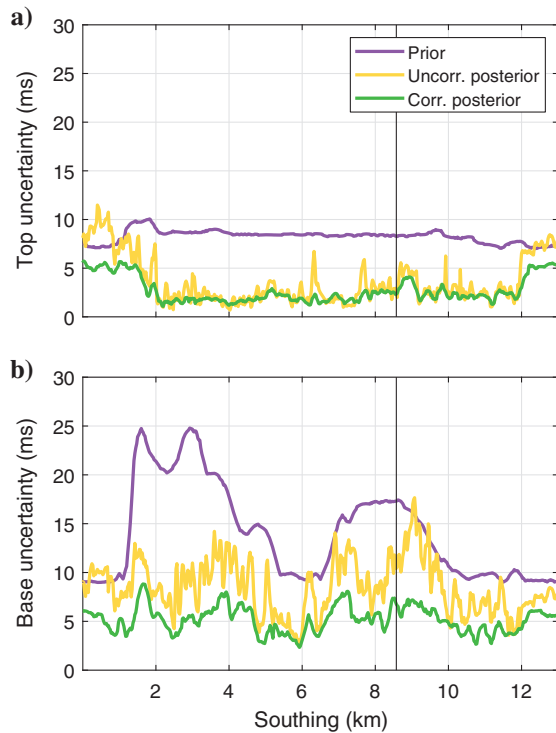 a)
30
25
20
15
10
5
0
Top uncertainty (ms)
Prior
Uncorr. posterior
Corr. posterior
b)
30
25
20
15
10
5
0
Base uncertainty (ms)
2 4 6 8 10 12
Southing (km)